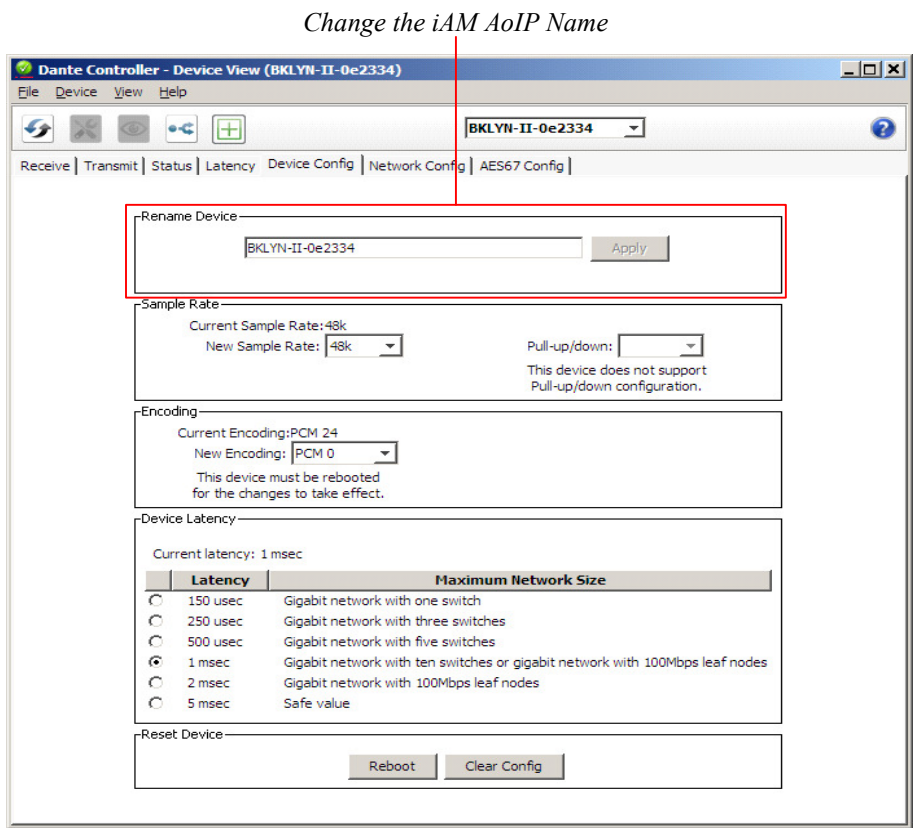 Change the iAM AoIP Name
Dante Controller - Device View (BKLYN-II-0e2334)
File Device View Help
BKLYN-II-0e2334
?
Receive Transmit Status Latency Device Config Network Config AES67 Config
Rename Device
BKLYN-II-0e2334 Apply
Sample Rate
Current Sample Rate:48k
New Sample Rate: 48k Pull-up/down:
This device does not support
Pull-up/down configuration.
Encoding
Current Encoding:PCM 24
New Encoding: PCM 0
This device must be rebooted
for the changes to take effect.
Device Latency
Current latency: 1 msec
Latency Maximum Network Size
150 usec Gigabit network with one switch
250 usec Gigabit network with three switches
500 usec Gigabit network with five switches
1 msec Gigabit network with ten switches or gigabit network with 100Mbps leaf nodes
2 msec Gigabit network with 100Mbps leaf nodes
5 msec Safe value
Reset Device
Reboot Clear Config